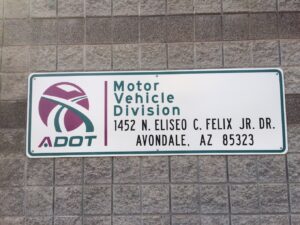 ADOT
Motor
Vehicle
Division
1452 N. ELISEO C. FELIX JR. DR.
AVONDALE, AZ 85323